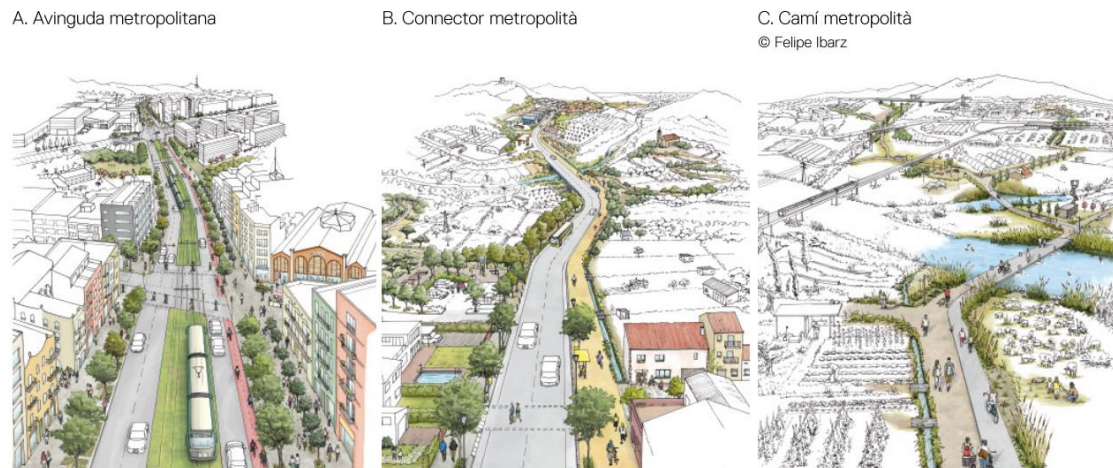 A. Avinguda metropolitana
B. Connector metropolità
C. Camí metropolità
© Felipe Ibarz